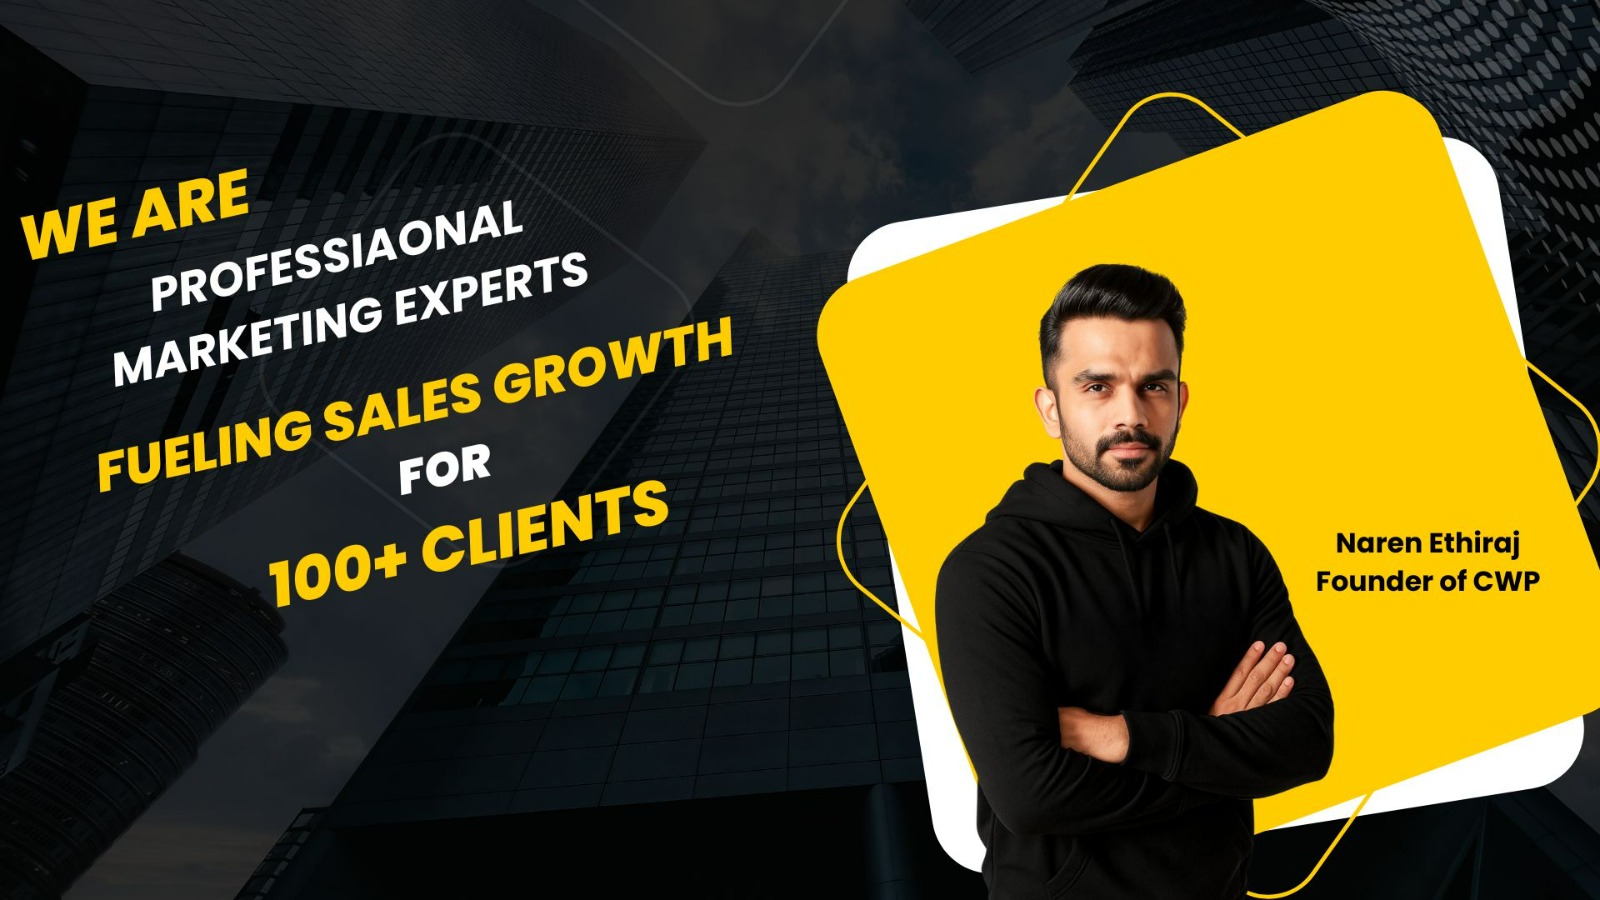 WE ARE
PROFESSIAONAL
MARKETING EXPERTS
FUELING SALES GROWTH
FOR
100+ CLIENTS
Naren Ethiraj
Founder of CWP